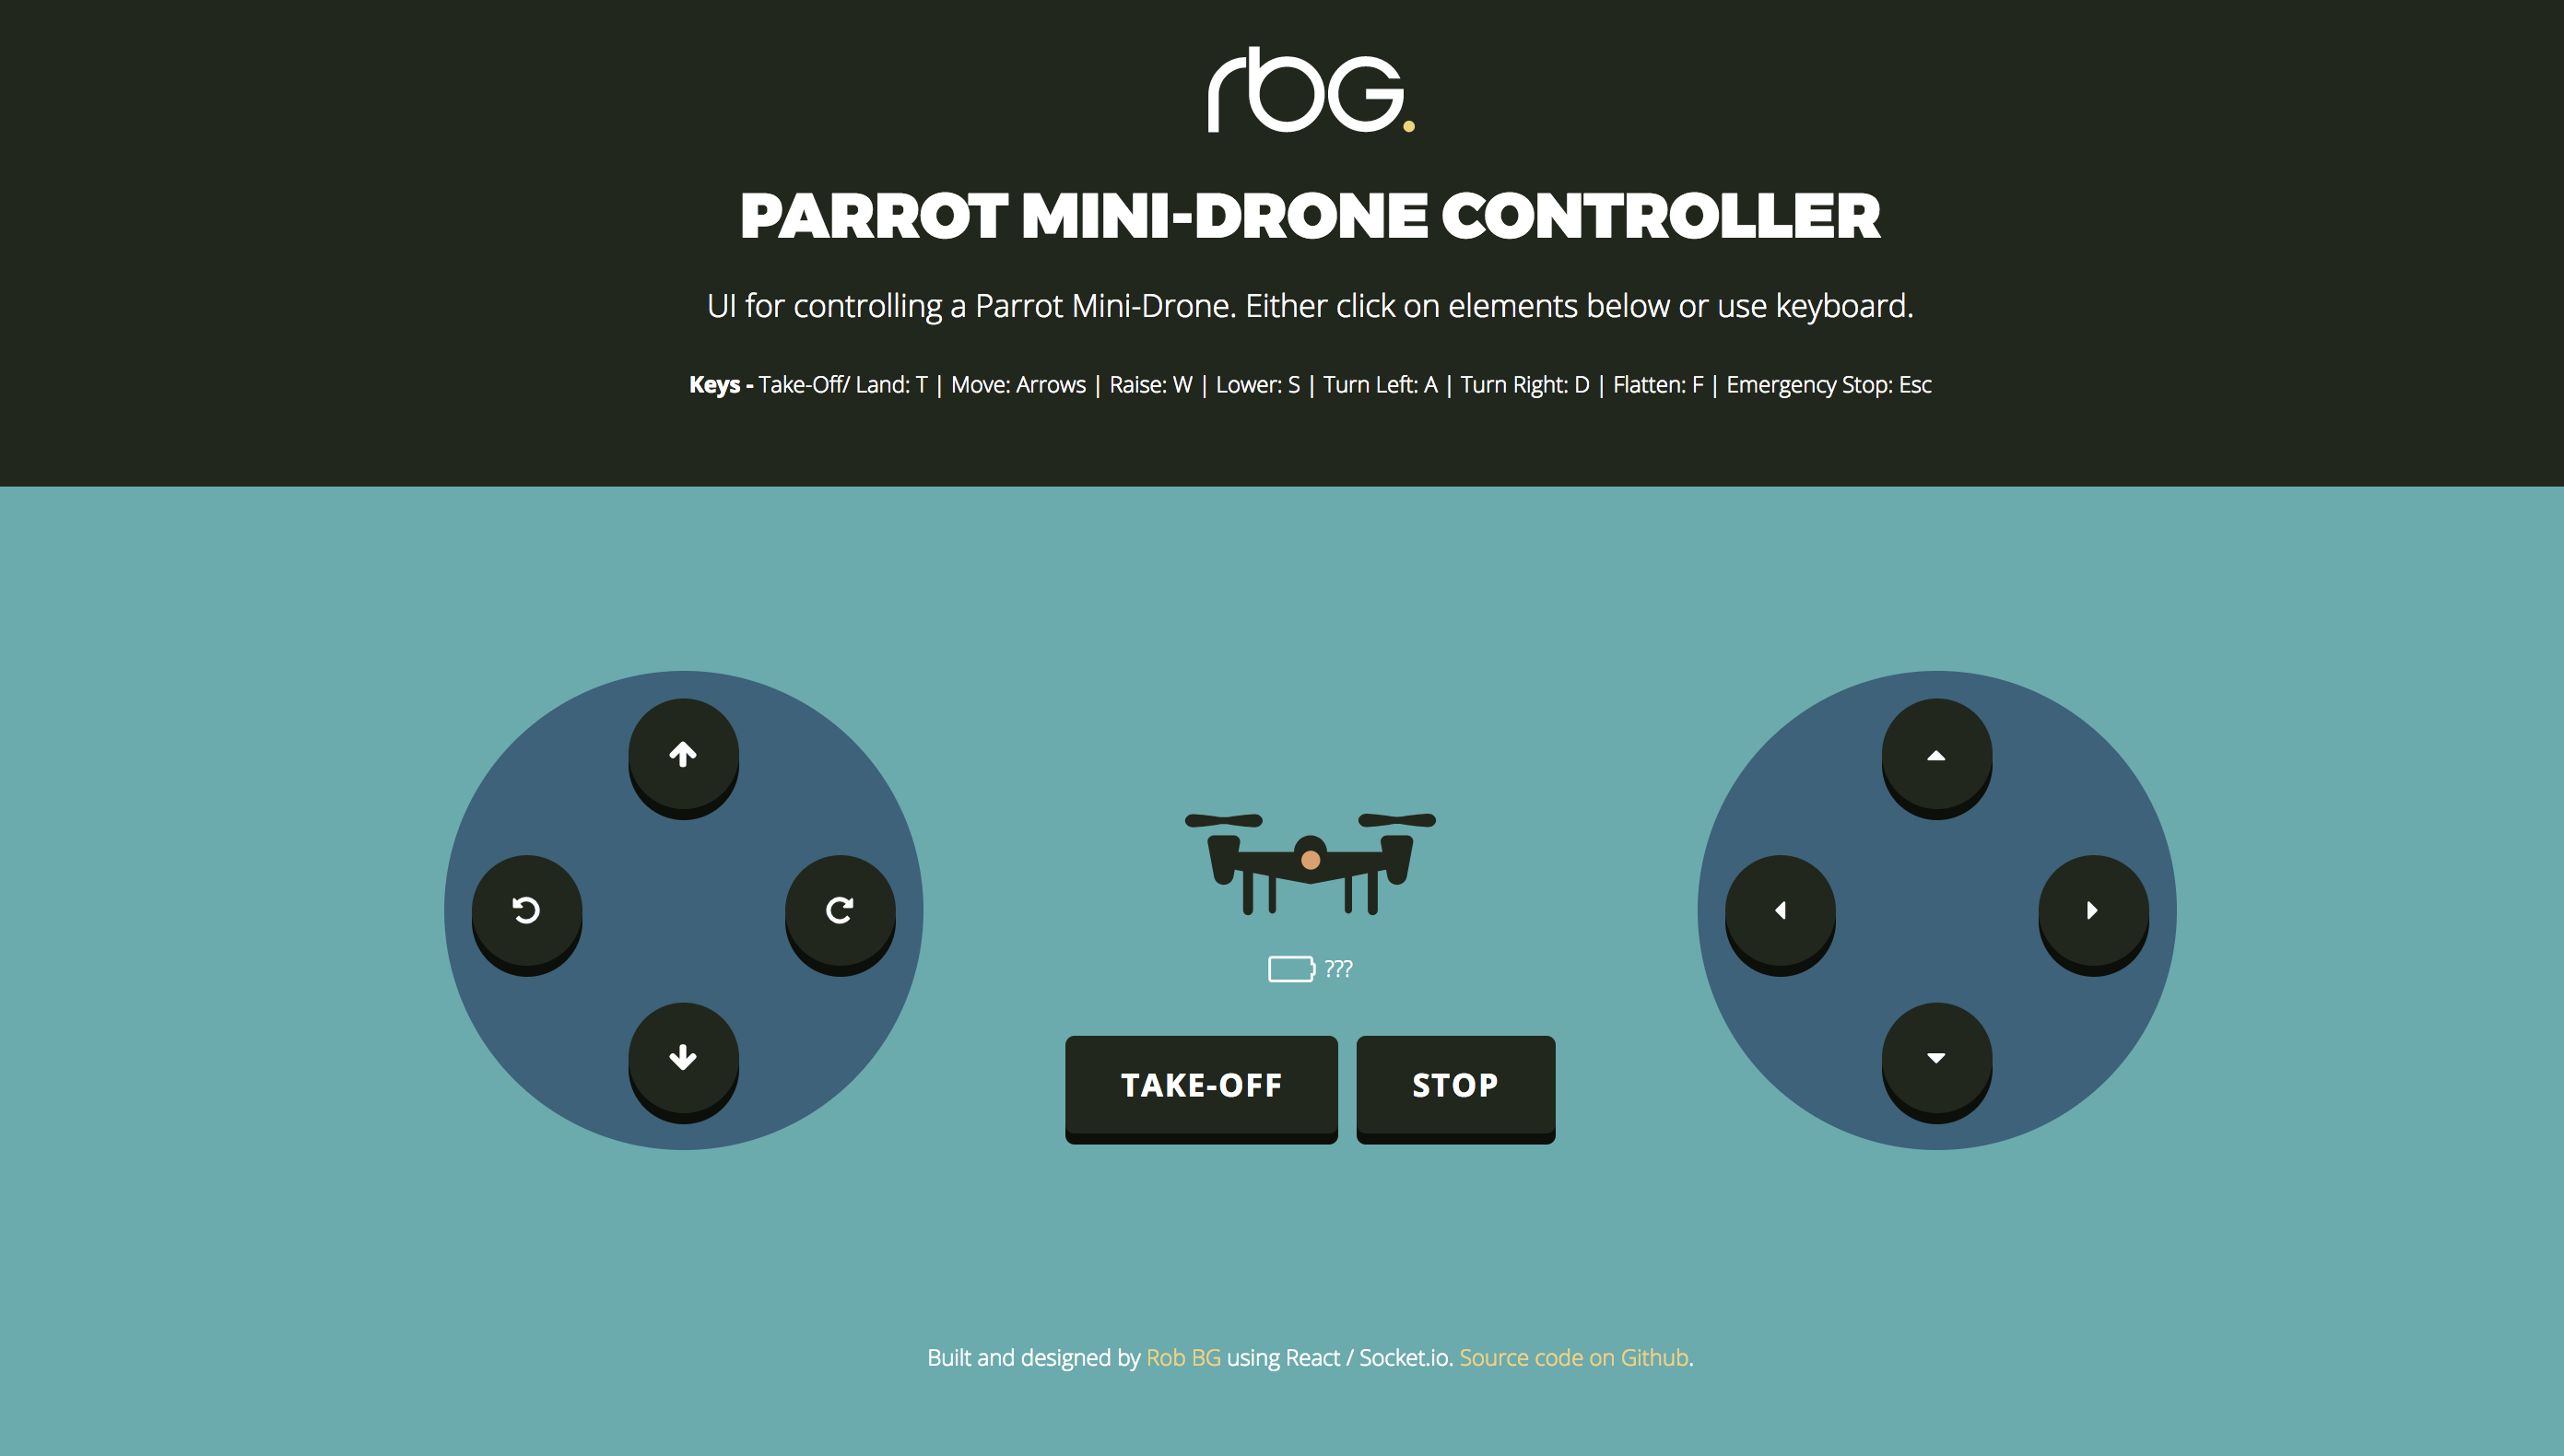 rbG.
PARROT MINI-DRONE CONTROLLER
UI for controlling a Parrot Mini-Drone. Either click on elements below or use keyboard.
Keys - Take-Off/ Land: T | Move: Arrows | Raise: W | Lower: S | Turn Left: A | Turn Right: D | Flatten: F | Emergency Stop: Esc
???
TAKE-OFF
STOP
Built and designed by Rob BG using React / Socket.io. Source code on Github.